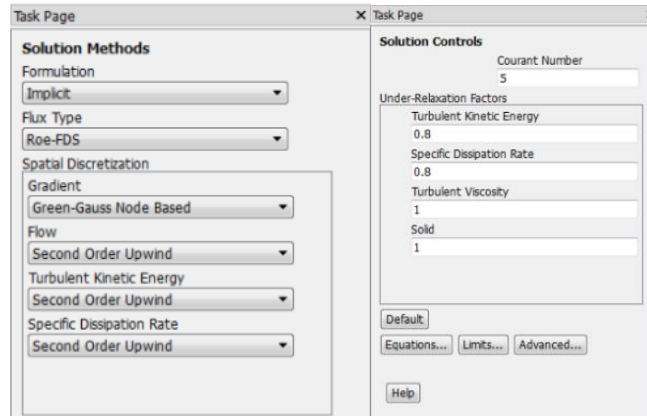 Task Page
Solution Methods
Formulation
Implicit
Flux Type
Roe-FDS
Spatial Discretization
Gradient
Green-Gauss Node Based
Flow
Second Order Upwind
Turbulent Kinetic Energy
Second Order Upwind
Specific Dissipation Rate
Second Order Upwind
Task Page
Solution Controls
Courant Number
5
Under-Relaxation Factors
Turbulent Kinetic Energy
0.8
Specific Dissipation Rate
0.8
Turbulent Viscosity
1
Solid
1
Default
Equations... Limits... Advanced...
Help